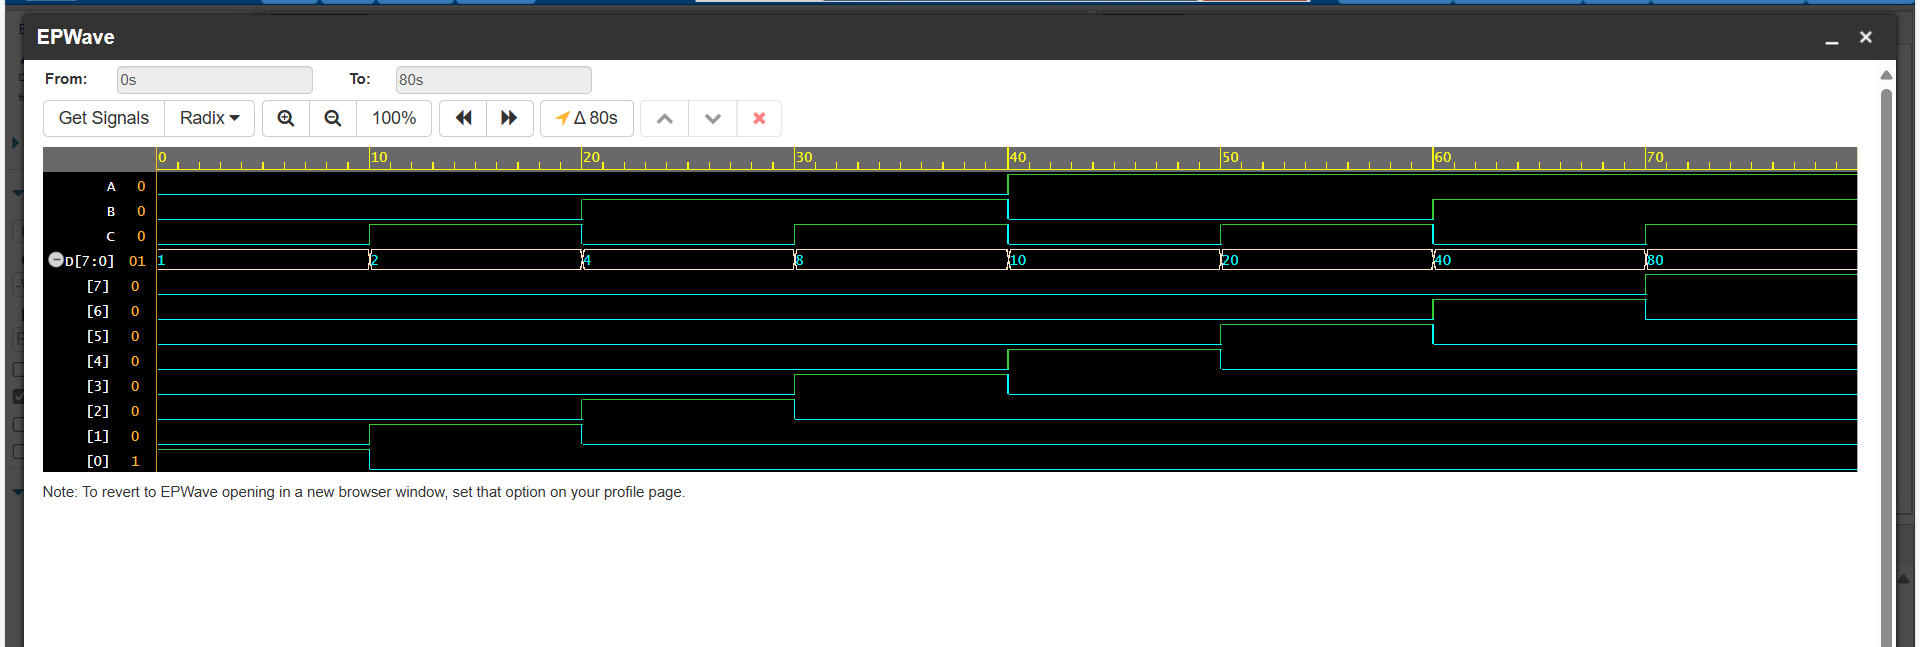 EPWave
From: 0s To: 80s
Get Signals Radix 100% Δ 80s
0 10 20 30 40 50 60 70
A 0
B 0
C 0
D[7:0] 01 1 2 4 8 10 20 40 80
[7] 0
[6] 0
[5] 0
[4] 0
[3] 0
[2] 0
[1] 0
[0] 1
Note: To revert to EPWave opening in a new browser window, set that option on your profile page.